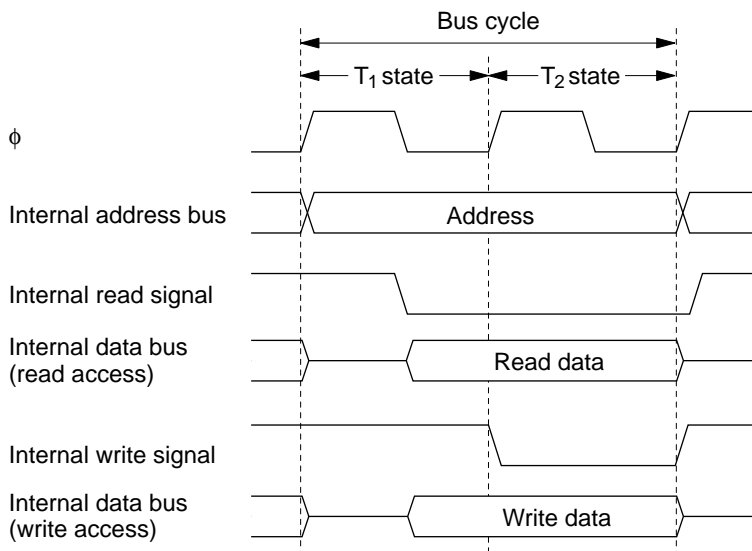 Bus cycle
T1 state
T2 state
ϕ
Internal address bus
Address
Internal read signal
Internal data bus
(read access)
Read data
Internal write signal
Internal data bus
(write access)
Write data